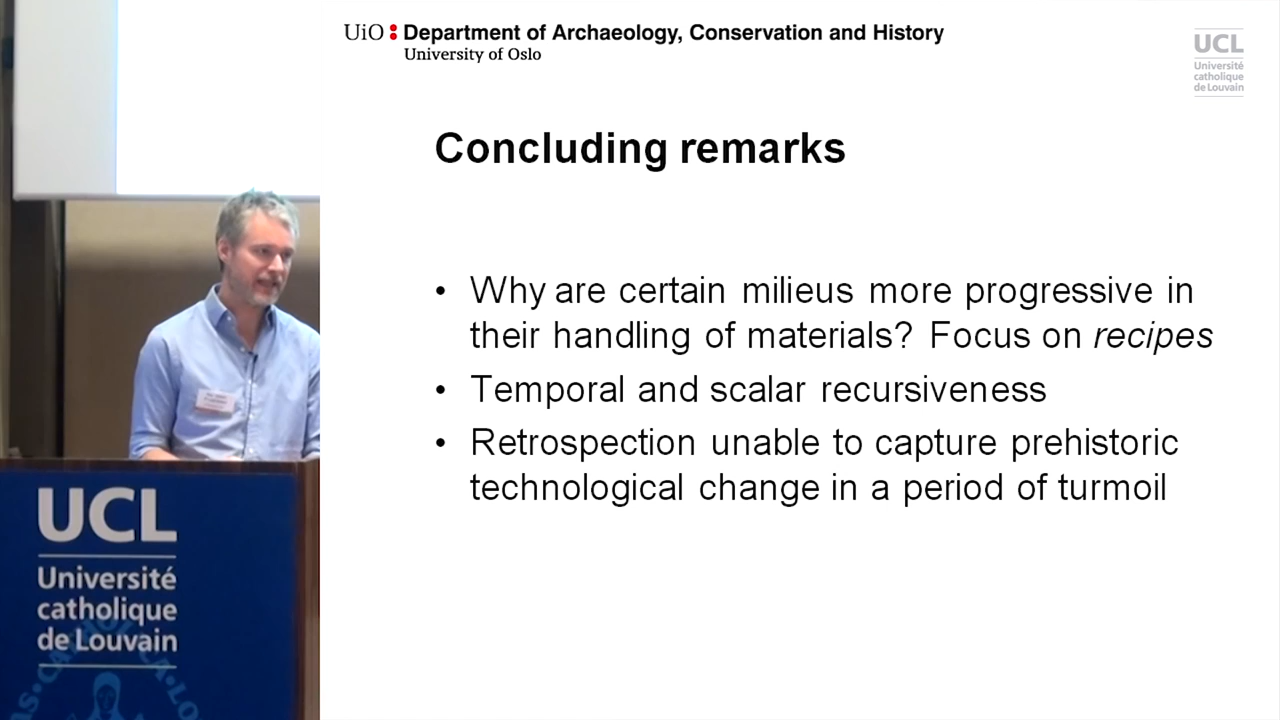 UiO : Department of Archaeology, Conservation and History
University of Oslo
UCL
Université
catholique
de Louvain
Concluding remarks
• Why are certain milieus more progressive in
their handling of materials? Focus on recipes
• Temporal and scalar recursiveness
• Retrospection unable to capture prehistoric
technological change in a period of turmoil
UCL
Université
catholique
de Louvain